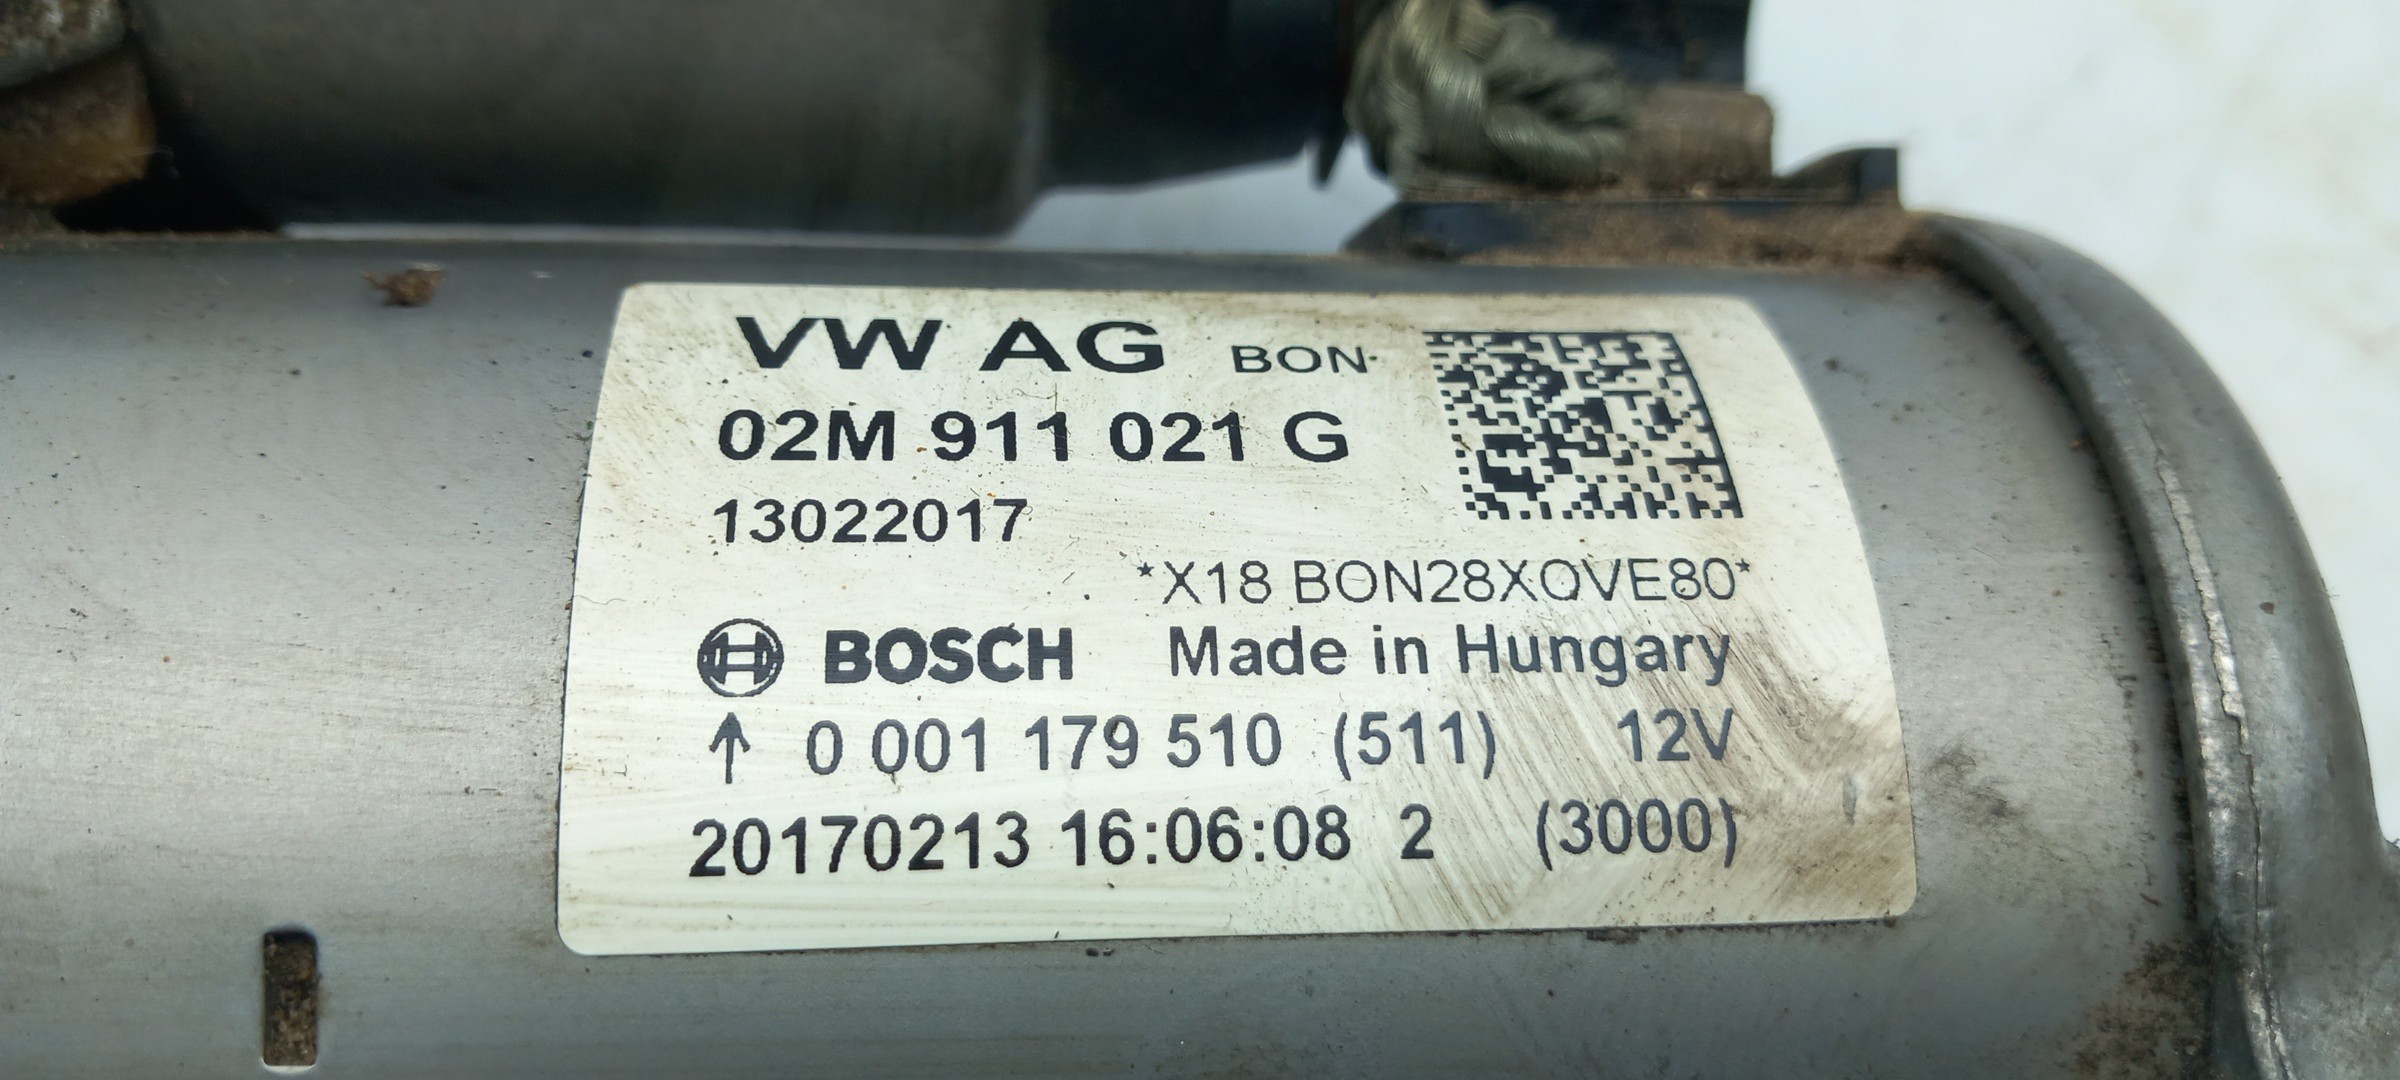 VW AG BON
02M 911 021 G
13022017
*X18 BON28XOVE80*
BOSCH Made in Hungary
↑ 0 001 179 510 (511) 12V
20170213 16:06:08 2 (3000)